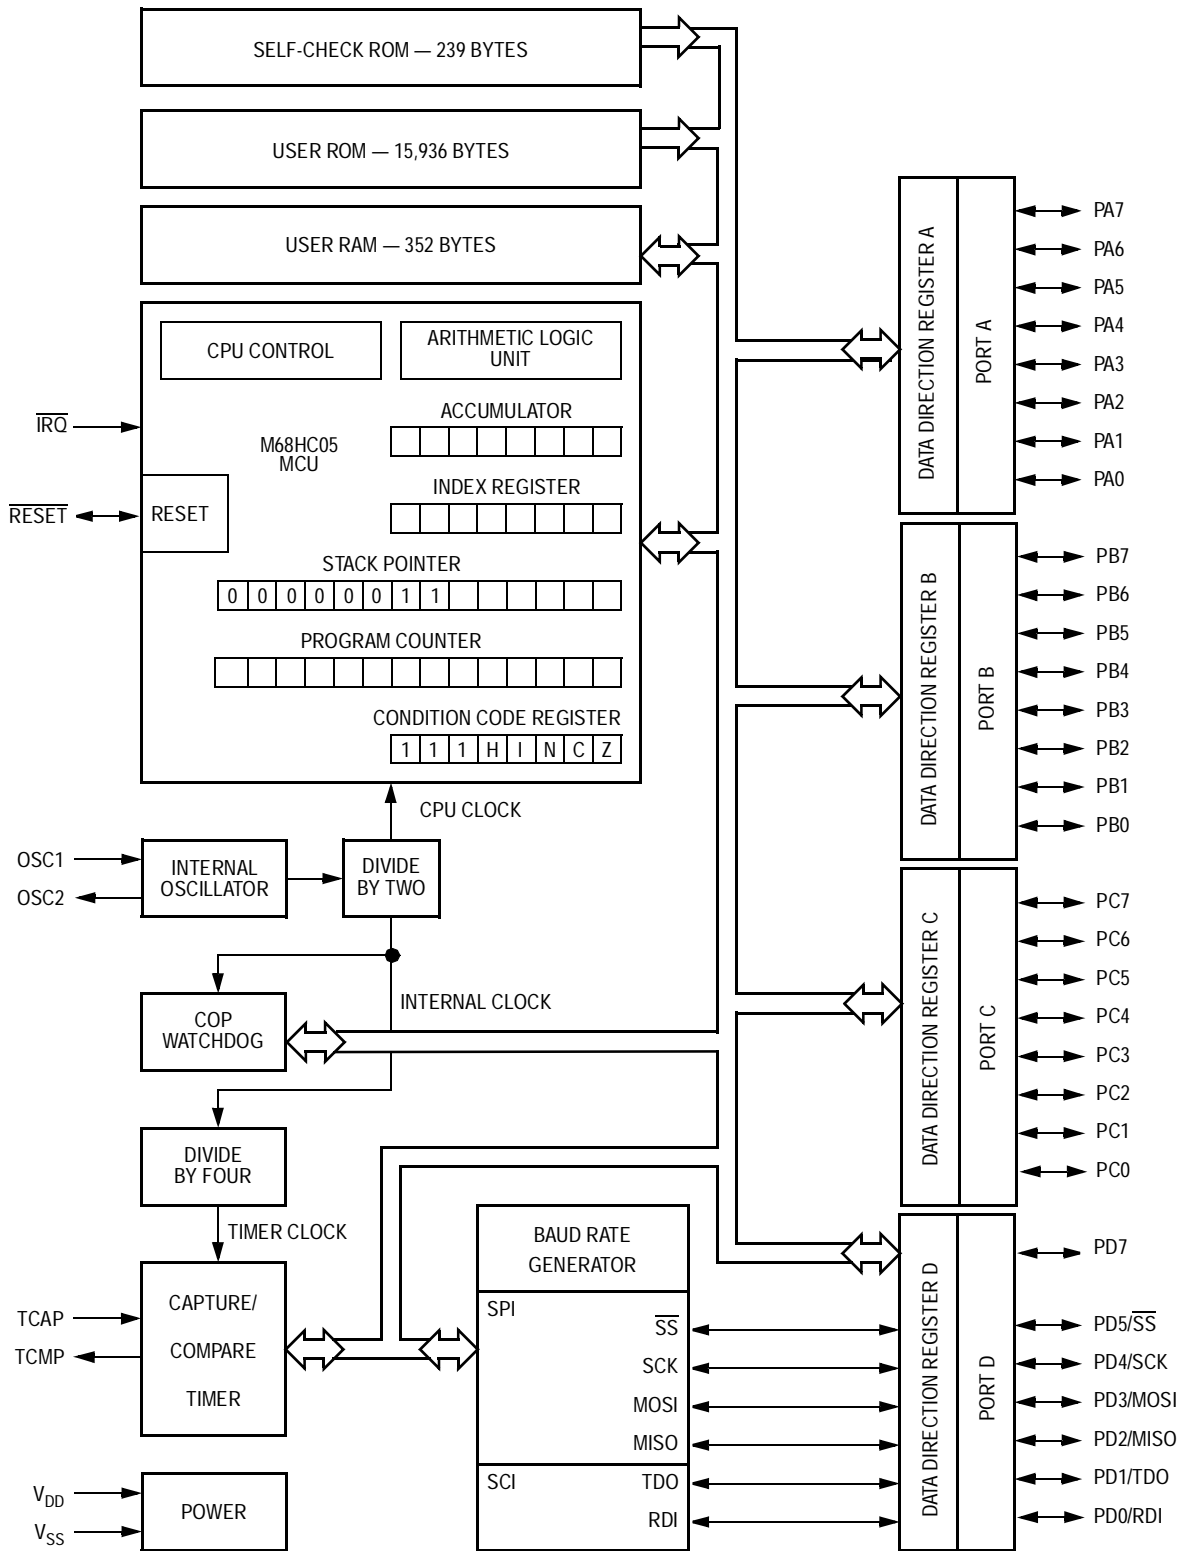 SELF-CHECK ROM — 239 BYTES
USER ROM — 15,936 BYTES
USER RAM — 352 BYTES
CPU CONTROL
ARITHMETIC LOGIC
UNIT
ACCUMULATOR
M68HC05
MCU
INDEX REGISTER
IRQ
RESET
RESET
STACK POINTER
0 0 0 0 0 0 1 1
PROGRAM COUNTER
CONDITION CODE REGISTER
1 1 1 H I N C Z
CPU CLOCK
OSC1
OSC2
INTERNAL
OSCILLATOR
DIVIDE
BY TWO
INTERNAL CLOCK
COP
WATCHDOG
DIVIDE
BY FOUR
TIMER CLOCK
TCAP
TCMP
CAPTURE/
COMPARE
TIMER
VDD
VSS
POWER
BAUD RATE
GENERATOR
SPI
SS
SCK
MOSI
MISO
SCI
TDO
RDI
DATA DIRECTION REGISTER A
PORT A
PA7
PA6
PA5
PA4
PA3
PA2
PA1
PA0
DATA DIRECTION REGISTER B
PORT B
PB7
PB6
PB5
PB4
PB3
PB2
PB1
PB0
DATA DIRECTION REGISTER C
PORT C
PC7
PC6
PC5
PC4
PC3
PC2
PC1
PC0
DATA DIRECTION REGISTER D
PORT D
PD7
PD5/SS
PD4/SCK
PD3/MOSI
PD2/MISO
PD1/TDO
PD0/RDI